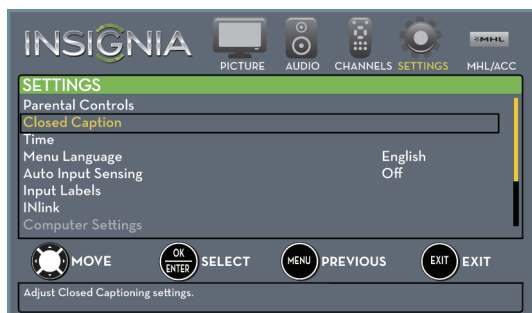 INSIGNIA
PICTURE AUDIO CHANNELS SETTINGS MHL/ACC
MHL
SETTINGS
Parental Controls
Closed Caption
Time
Menu Language English
Auto Input Sensing Off
Input Labels
INlink
Computer Settings
MOVE OK/ENTER SELECT MENU PREVIOUS EXIT EXIT
Adjust Closed Captioning settings.